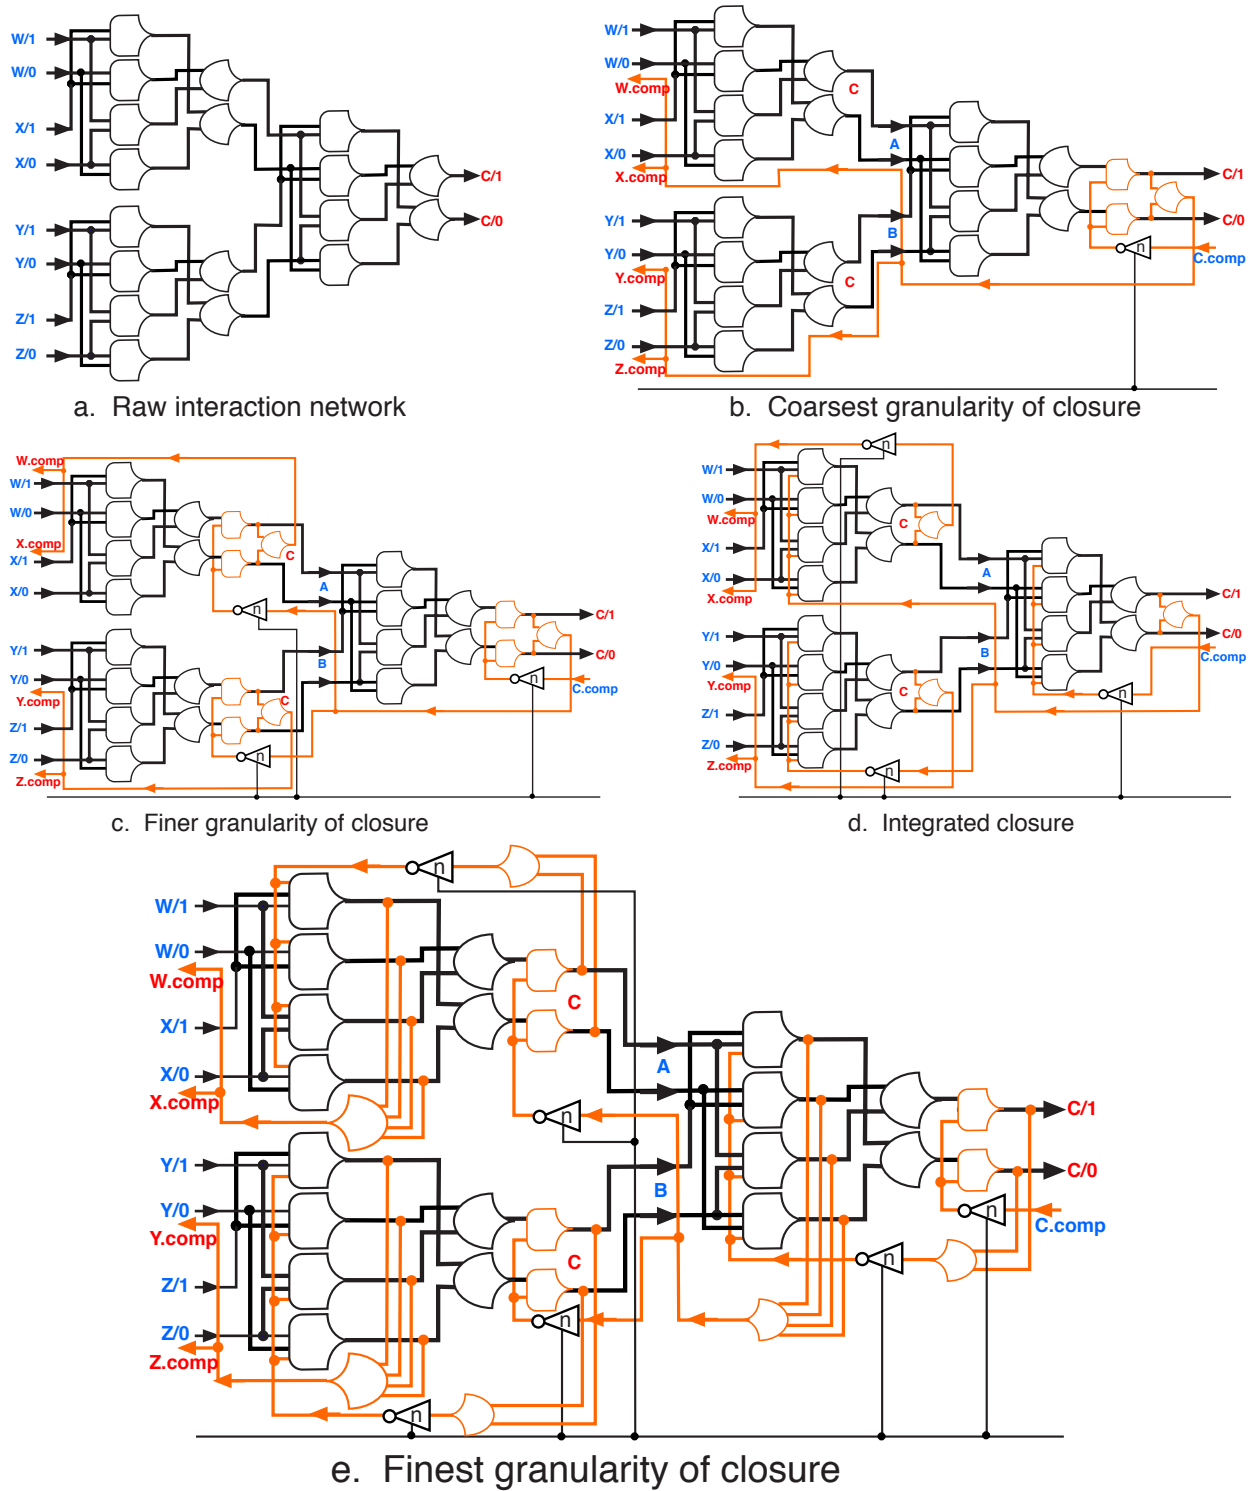 W/1
W/0
X/1
X/0
Y/1
Y/0
Z/1
Z/0
C/1
C/0
a. Raw interaction network
W/1
W/0
W.comp
X/1
X/0
X.comp
Y/1
Y/0
Y.comp
Z/1
Z/0
Z.comp
C
C
A
B
C/1
C/0
n
C.comp
b. Coarsest granularity of closure
W.comp
W/1
W/0
X.comp
X/1
X/0
Y/1
Y/0
Y.comp
Z/1
Z/0
Z.comp
C
C
n
n
A
B
C/1
C/0
n
C.comp
c. Finer granularity of closure
n
W/1
W/0
W.comp
X/1
X/0
X.comp
Y/1
Y/0
Y.comp
Z/1
Z/0
Z.comp
C
C
n
A
B
C/1
C/0
C.comp
n
d. Integrated closure
n
W/1
W/0
W.comp
X/1
X/0
X.comp
Y/1
Y/0
Y.comp
Z/1
Z/0
Z.comp
C
C
n
n
n
A
B
C/1
C/0
n
C.comp
n
e. Finest granularity of closure